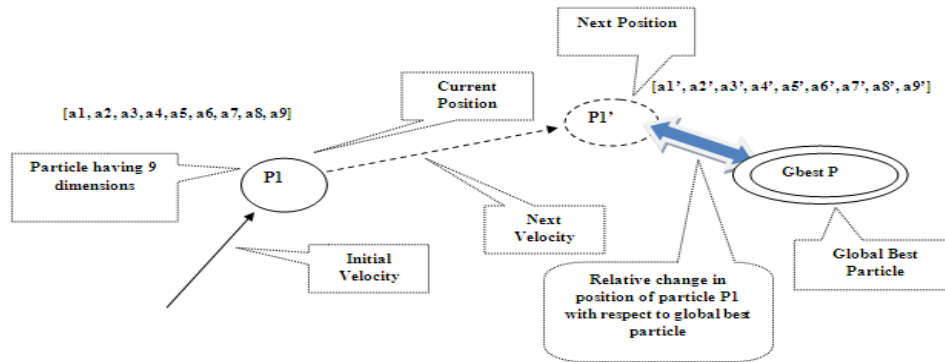 Next Position
[a1’, a2’, a3’, a4’, a5’, a6’, a7’, a8’, a9’]
Current
Position
[a1, a2, a3, a4, a5, a6, a7, a8, a9]
P1’
Particle having 9
dimensions
P1
Gbest P
Next
Velocity
Initial
Velocity
Global Best
Particle
Relative change in
position of particle P1
with respect to global best
particle